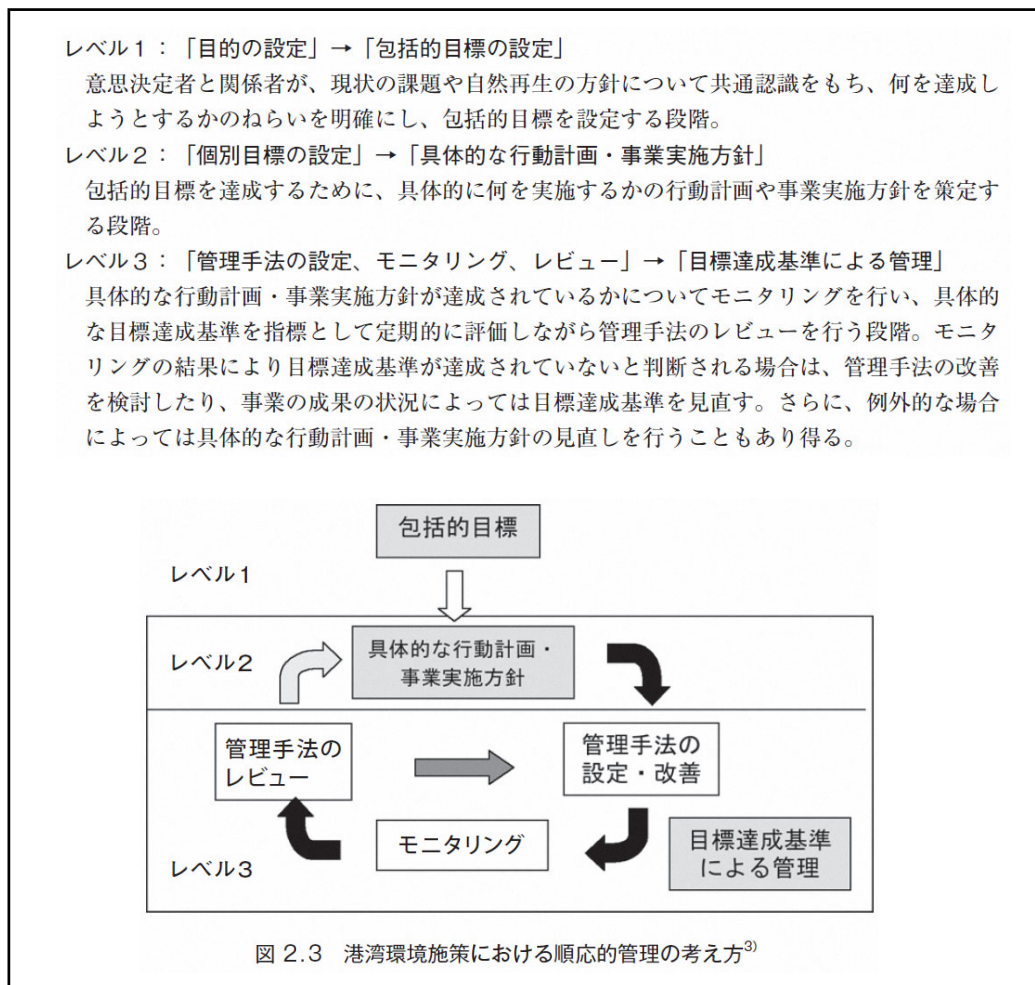 レベル1：「目的の設定」→「包括的目標の設定」
意思決定者と関係者が、現状の課題や自然再生の方針について共通認識をもち、何を達成し
ようとするかのねらいを明確にし、包括的目標を設定する段階。
レベル2：「個別目標の設定」→「具体的な行動計画・事業実施方針」
包括的目標を達成するために、具体的に何を実施するかの行動計画や事業実施方針を策定す
る段階。
レベル3：「管理手法の設定、モニタリング、レビュー」→「目標達成基準による管理」
具体的な行動計画・事業実施方針が達成されているかについてモニタリングを行い、具体的
な目標達成基準を指標として定期的に評価しながら管理手法のレビューを行う段階。モニタ
リングの結果により目標達成基準が達成されていないと判断される場合は、管理手法の改善
を検討したり、事業の成果の状況によっては目標達成基準を見直す。さらに、例外的な場合
によっては具体的な行動計画・事業実施方針の見直しを行うこともあり得る。
包括的目標
レベル1
レベル2
具体的な行動計画・
事業実施方針
管理手法の
レビュー
管理手法の
設定・改善
モニタリング
目標達成基準
による管理
レベル3
図 2.3 港湾環境施策における順応的管理の考え方3)